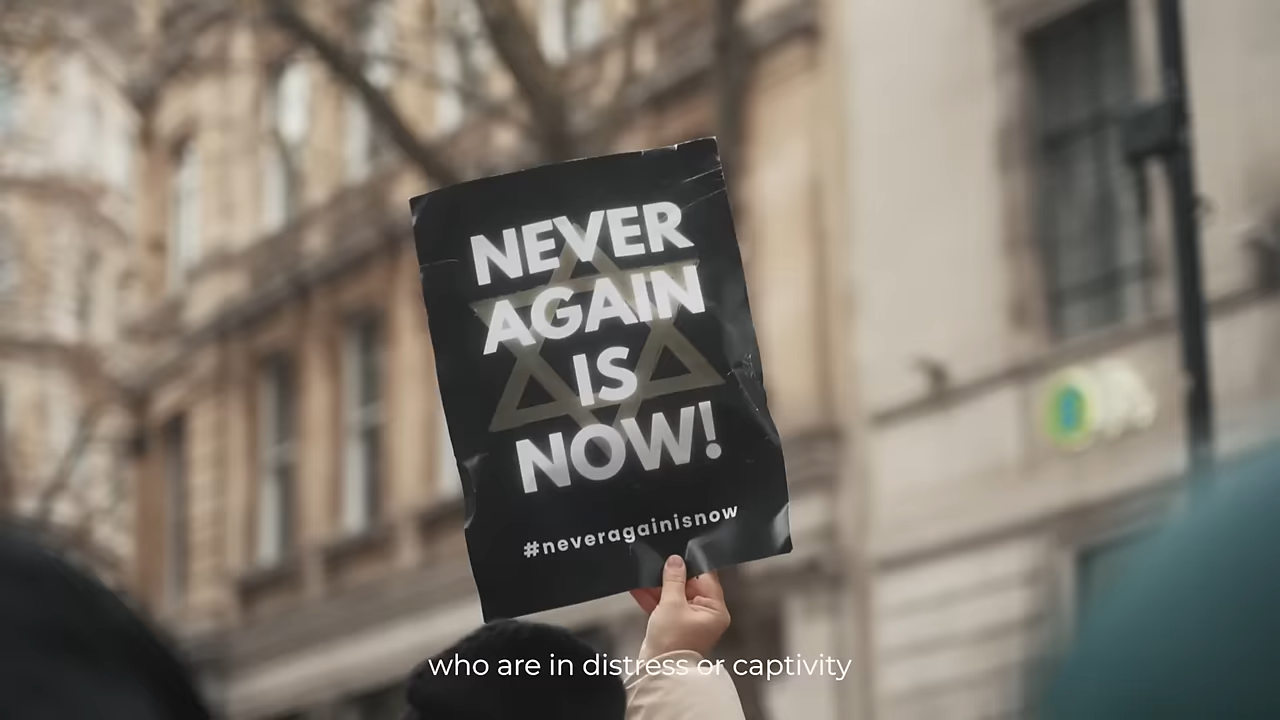 NEVER
AGAIN
IS
NOW!
#neveragainisnow
who are in distress or captivity